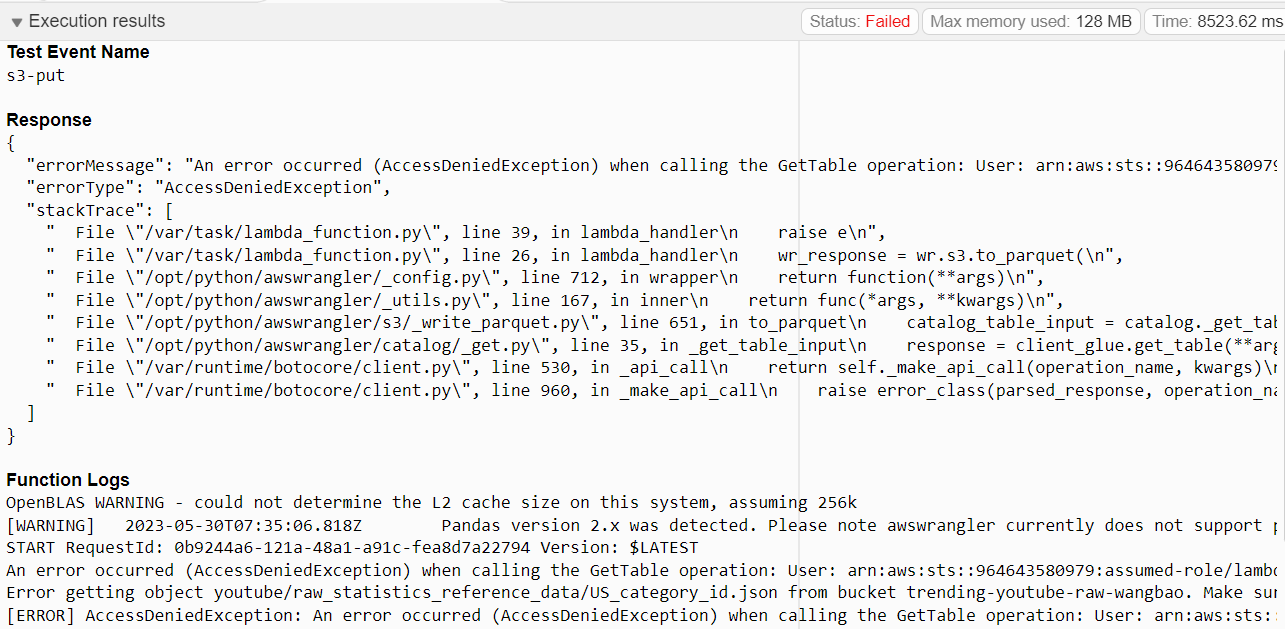 ▼ Execution results
Status: Failed
Max memory used: 128 MB
Time: 8523.62 ms
Test Event Name
s3-put
Response
{
"errorMessage": "An error occurred (AccessDeniedException) when calling the GetTable operation: User: arn:aws:sts::964643580979
"errorType": "AccessDeniedException",
"stackTrace": [
"  File \"/var/task/lambda_function.py\", line 39, in lambda_handler\n    raise e\n",
"  File \"/var/task/lambda_function.py\", line 26, in lambda_handler\n    wr_response = wr.s3.to_parquet(\n",
"  File \"/opt/python/awswrangler/_config.py\", line 712, in wrapper\n    return function(**args)\n",
"  File \"/opt/python/awswrangler/_utils.py\", line 167, in inner\n    return func(*args, **kwargs)\n",
"  File \"/opt/python/awswrangler/s3/_write_parquet.py\", line 651, in to_parquet\n    catalog_table_input = catalog._get_tab
"  File \"/opt/python/awswrangler/catalog/_get.py\", line 35, in _get_table_input\n    response = client_glue.get_table(**arg
"  File \"/var/runtime/botocore/client.py\", line 530, in _api_call\n    return self._make_api_call(operation_name, kwargs)\n
"  File \"/var/runtime/botocore/client.py\", line 960, in _make_api_call\n    raise error_class(parsed_response, operation_na
]
}
Function Logs
OpenBLAS WARNING - could not determine the L2 cache size on this system, assuming 256k
[WARNING]	2023-05-30T07:35:06.818Z		Pandas version 2.x was detected. Please note awswrangler currently does not support p
START RequestId: 0b9244a6-121a-48a1-a91c-fea8d7a22794 Version: $LATEST
An error occurred (AccessDeniedException) when calling the GetTable operation: User: arn:aws:sts::964643580979:assumed-role/lambd
Error getting object youtube/raw_statistics_reference_data/US_category_id.json from bucket trending-youtube-raw-wangbao. Make sur
[ERROR] AccessDeniedException: An error occurred (AccessDeniedException) when calling the GetTable operation: User: arn:aws:sts::